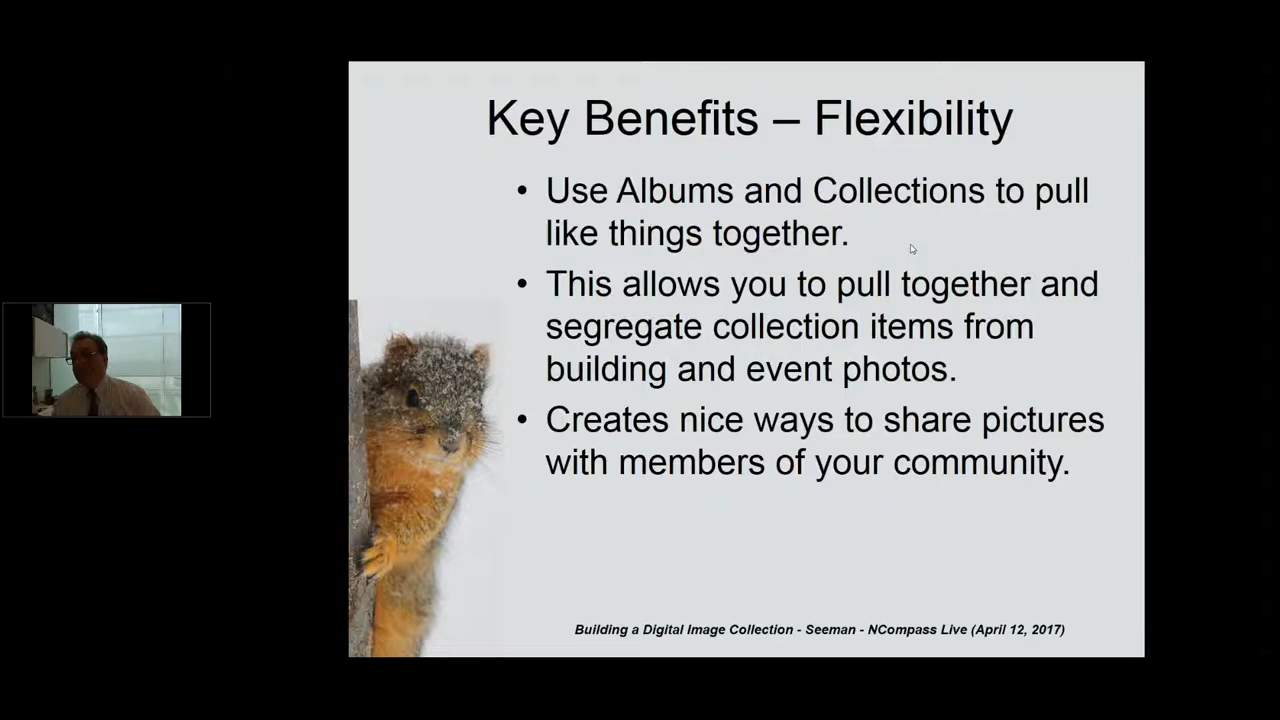 Key Benefits – Flexibility
• Use Albums and Collections to pull
like things together.
• This allows you to pull together and
segregate collection items from
building and event photos.
• Creates nice ways to share pictures
with members of your community.
Building a Digital Image Collection - Seeman - NCompass Live (April 12, 2017)